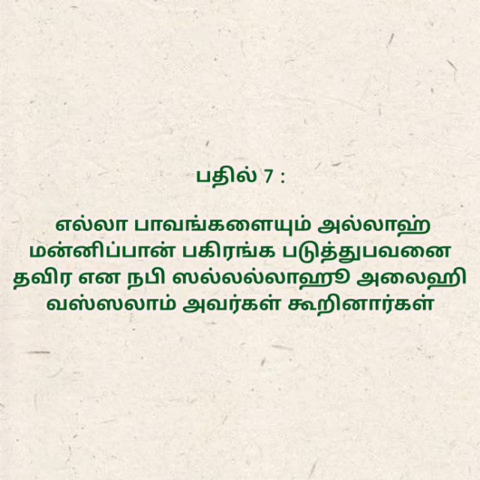 பதில் 7 :
எல்லா பாவங்களையும் அல்லாஹ்
மன்னிப்பான் பகிரங்க படுத்துபவனை
தவிர என நபி ஸல்லல்லாஹூ அலைஹி
வஸ்ஸலாம் அவர்கள் கூறினார்கள்